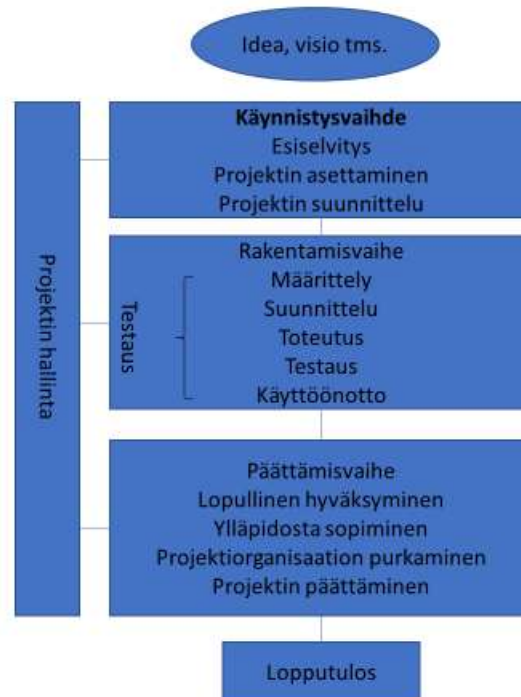 Idea, visio tms.
Projektin hallinta
Käynnistysvaihde
Esiselvitys
Projektin asettaminen
Projektin suunnittelu
Rakentamisvaihe
Testaus
Määrittely
Suunnittelu
Toteutus
Testaus
Käyttöönotto
Päättämisvaihe
Lopullinen hyväksyminen
Ylläpidosta sopiminen
Projektiorganisaation purkaminen
Projektin päättäminen
Lopputulos